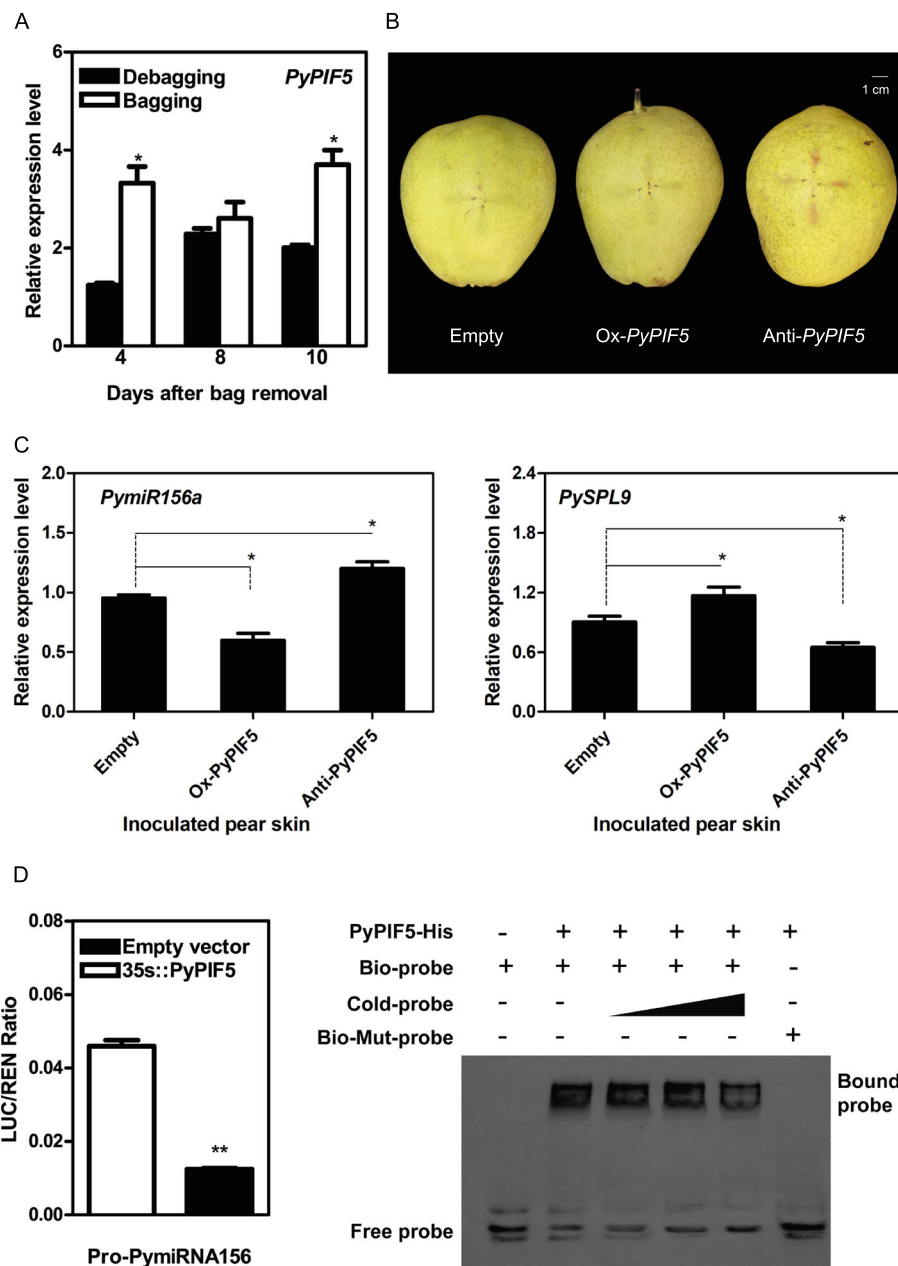 A
6
4
2
0
Relative expression level
Debagging
Bagging
PyPIF5
*
*
4
8
10
Days after bag removal
B
1 cm
Empty
Ox-PyPIF5
Anti-PyPIF5
C
2.0
1.5
1.0
0.5
0.0
Relative expression level
PymiR156a
*
*
Empty
Ox-PyPIF5
Anti-PyPIF5
Inoculated pear skin
2.4
1.8
1.2
0.6
0.0
Relative expression level
PySPL9
*
*
Empty
Ox-PyPIF5
Anti-PyPIF5
Inoculated pear skin
D
0.08
0.06
0.04
0.02
0.00
LUC/REN Ratio
Empty vector
35s::PyPIF5
**
Pro-PymiRNA156
PyPIF5-His - + + + + +
Bio-probe + + + + + -
Cold-probe - - -
Bio-Mut-probe - - - - - +
Bound probe
Free probe